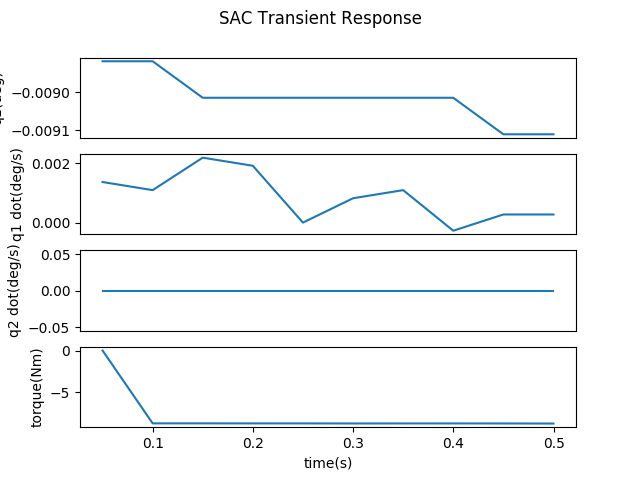 SAC Transient Response
−0.0090
−0.0091
0.002
0.000
q1 dot(deg/s)
0.05
0.00
−0.05
q2 dot(deg/s)
0
−5
torque(Nm)
0.1 0.2 0.3 0.4 0.5
time(s)